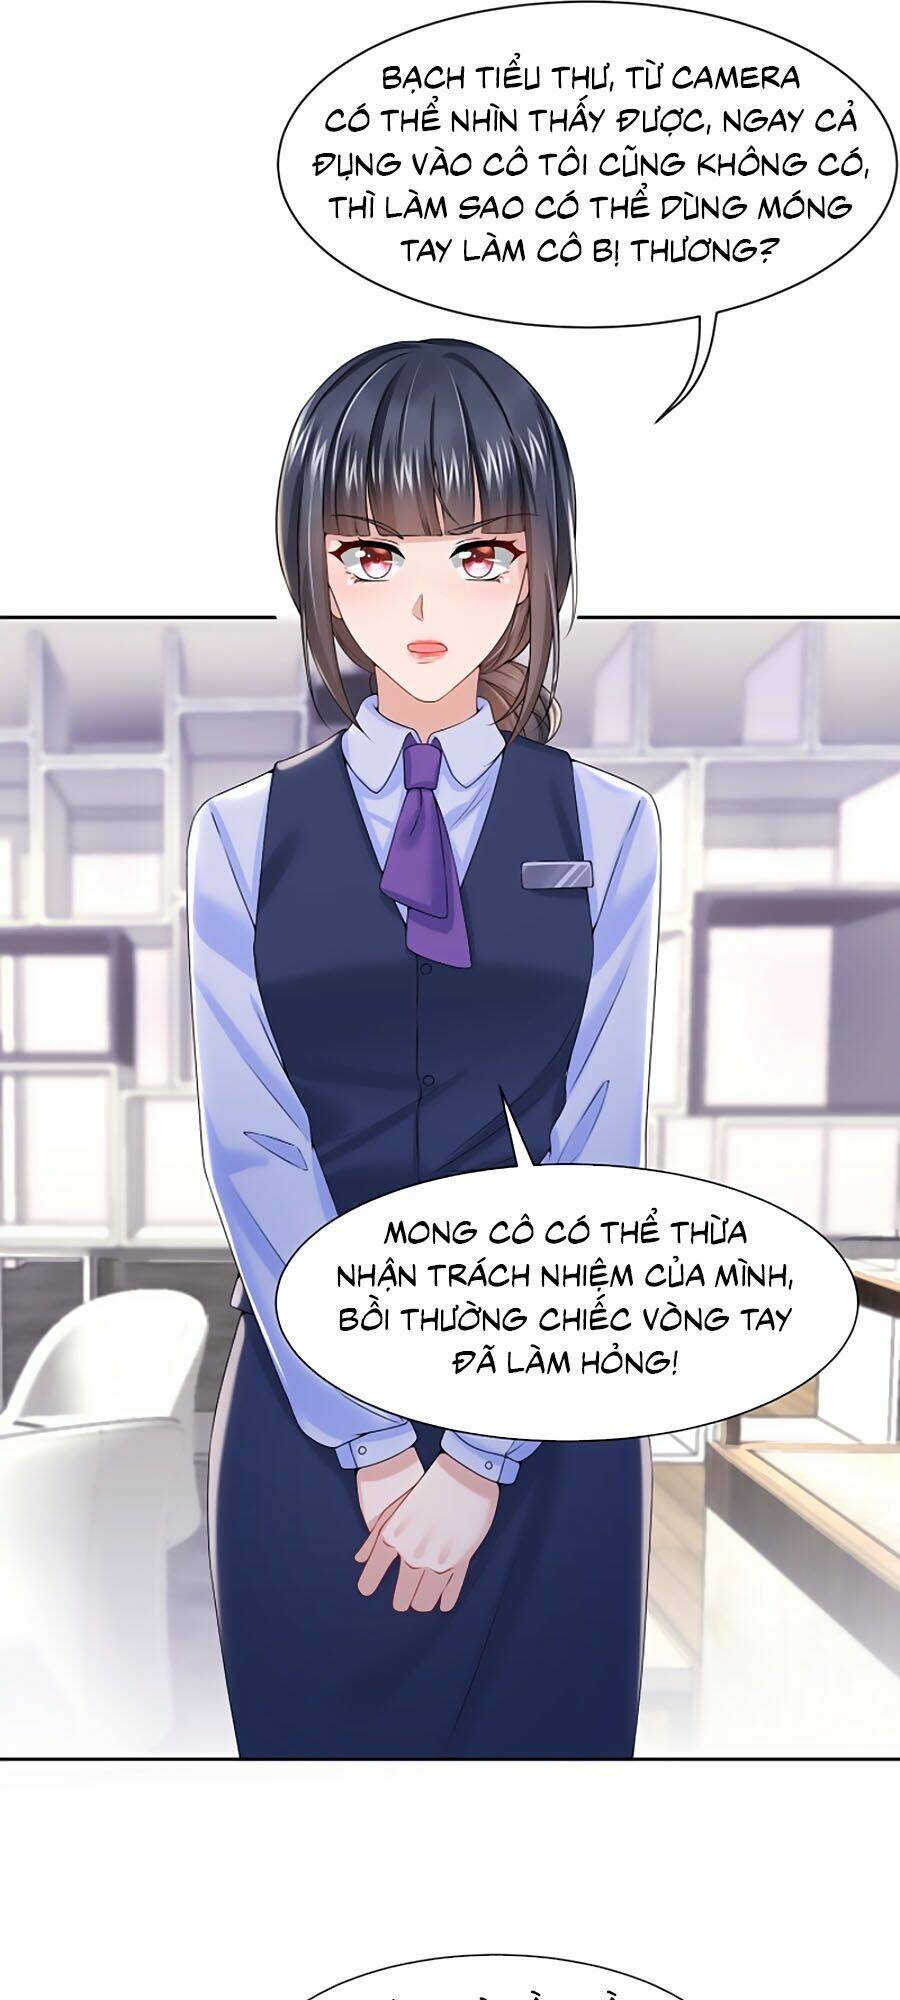 BẠCH TIỂU THƯ, TỪ CAMERA
CÓ THỂ NHÌN THẤY ĐƯỢC, NGAY CẢ
ĐỤNG VÀO CÔ TÔI CŨNG KHÔNG CÓ,
THÌ LÀM SAO CÓ THỂ DÙNG MÓNG
TAY LÀM CÔ BỊ THƯƠNG?
MONG CÔ CÓ THỂ THỪA
NHẬN TRÁCH NHIỆM CỦA MÌNH,
BỒI THƯỜNG CHIẾC VÒNG TAY
ĐÃ LÀM HỎNG!